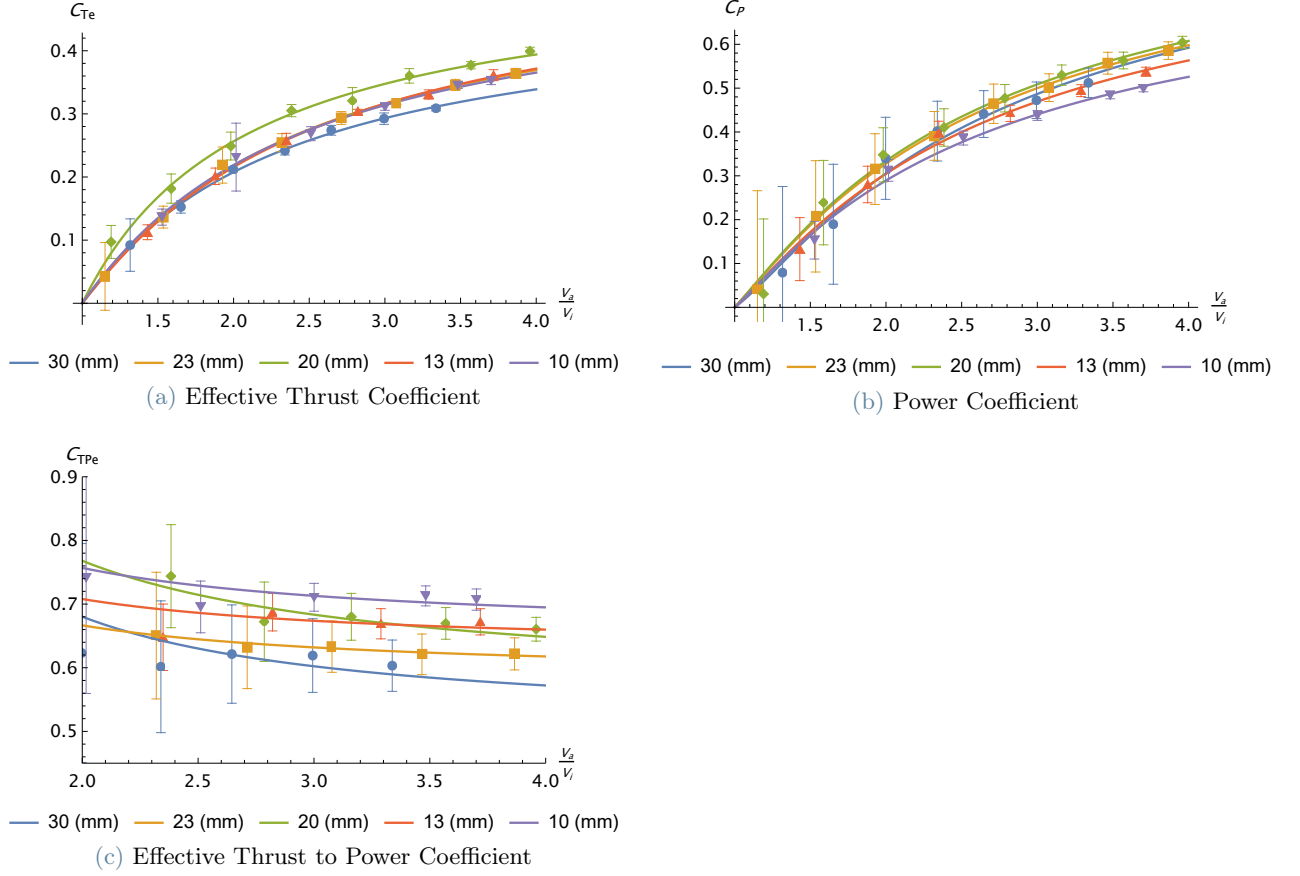 C_Te
0.4
0.3
0.2
0.1
1.5 2.0 2.5 3.0 3.5 4.0
V_a
V_i
30 (mm) 23 (mm) 20 (mm) 13 (mm) 10 (mm)
(a) Effective Thrust Coefficient
C_P
0.6
0.5
0.4
0.3
0.2
0.1
1.5 2.0 2.5 3.0 3.5 4.0
V_a
V_i
30 (mm) 23 (mm) 20 (mm) 13 (mm) 10 (mm)
(b) Power Coefficient
C_TPe
0.9
0.8
0.7
0.6
0.5
2.0 2.5 3.0 3.5 4.0
V_a
V_i
30 (mm) 23 (mm) 20 (mm) 13 (mm) 10 (mm)
(c) Effective Thrust to Power Coefficient